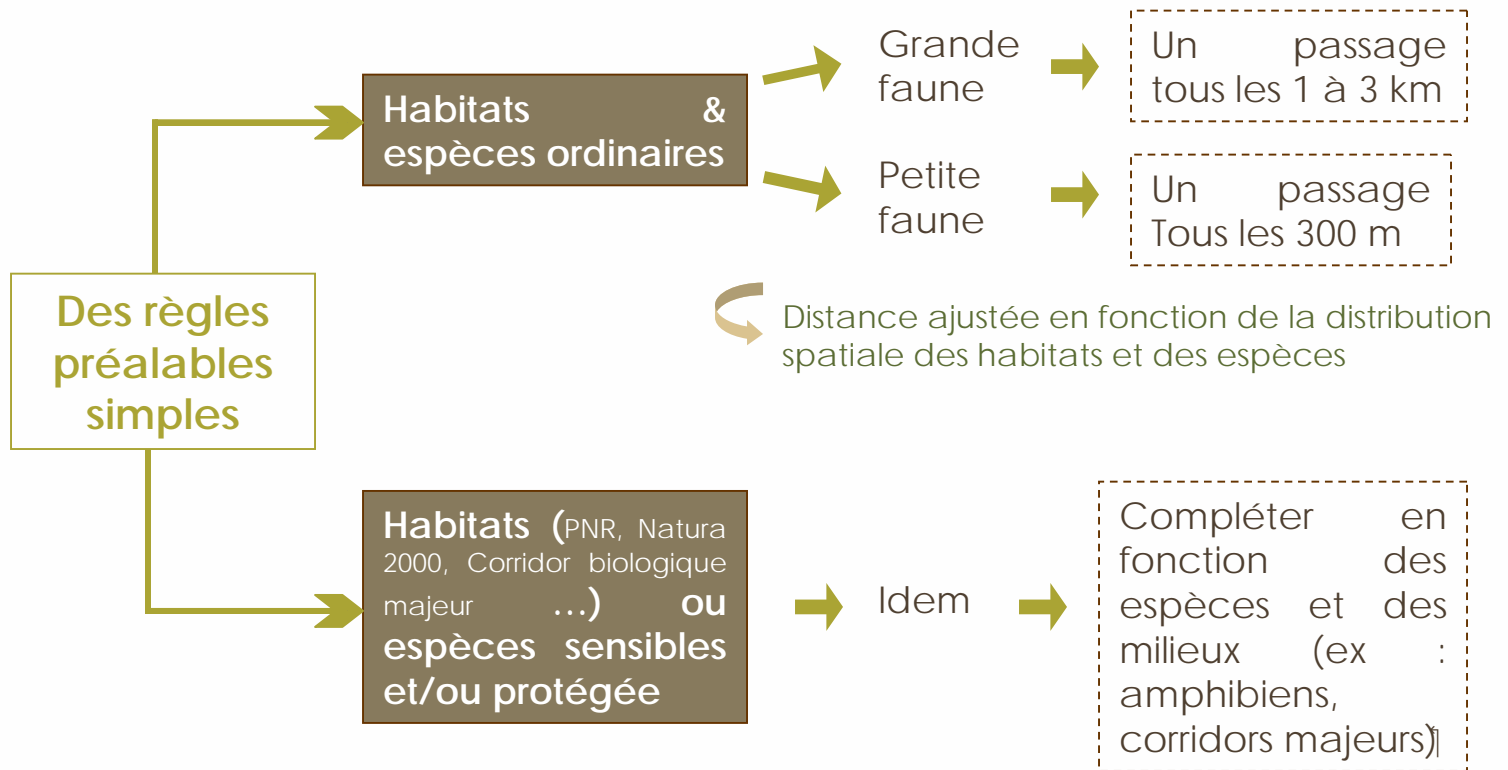 Des règles
préalables
simples
Habitats &
espèces ordinaires
Grande
faune
Un passage
tous les 1 à 3 km
Petite
faune
Un passage
Tous les 300 m
Distance ajustée en fonction de la distribution
spatiale des habitats et des espèces
Habitats (PNR, Natura
2000, Corridor biologique
majeur ...) ou
espèces sensibles
et/ou protégée
Idem
Compléter en
fonction des
espèces et des
milieux (ex :
amphibiens,
corridors majeurs)